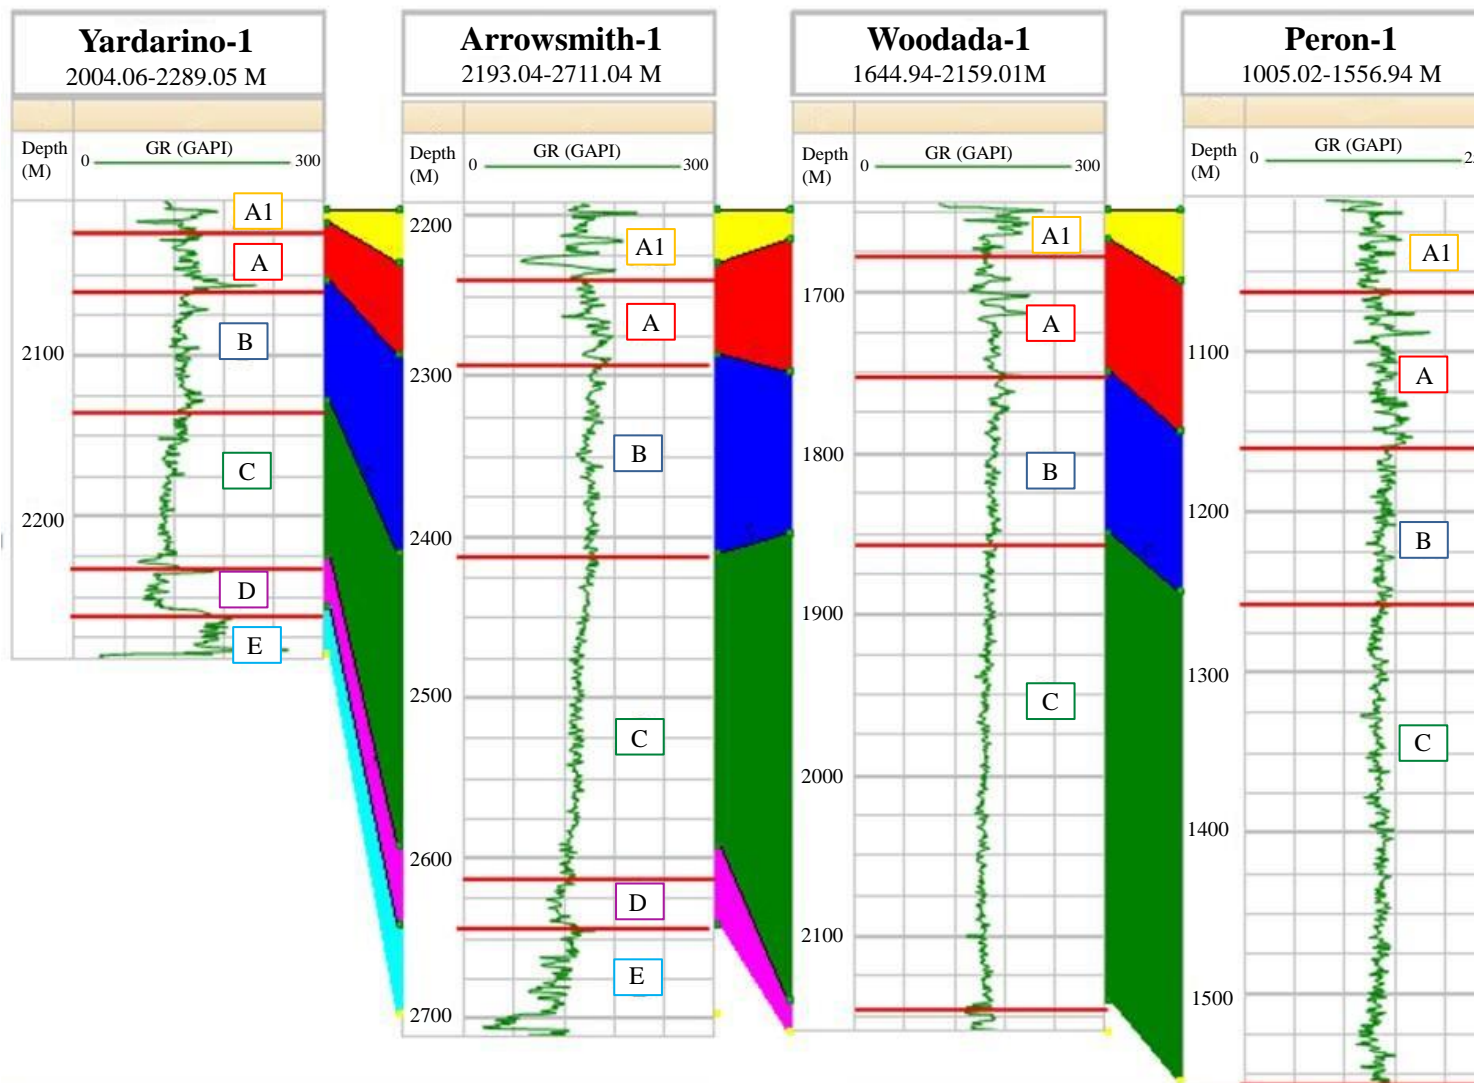 Yardarino-1
2004.06-2289.05 M
Depth
(M)
0
GR (GAPI)
300
A1
A
B
2100
C
2200
D
E
Arrowsmith-1
2193.04-2711.04 M
Depth
(M)
0
GR (GAPI)
300
2200
A1
A
2300
B
2400
2500
C
2600
D
E
2700
Woodada-1
1644.94-2159.01M
Depth
(M)
0
GR (GAPI)
300
A1
1700
A
1800
B
1900
C
2000
2100
Peron-1
1005.02-1556.94 M
Depth
(M)
0
GR (GAPI)
A1
1100
A
1200
B
1300
C
1400
1500